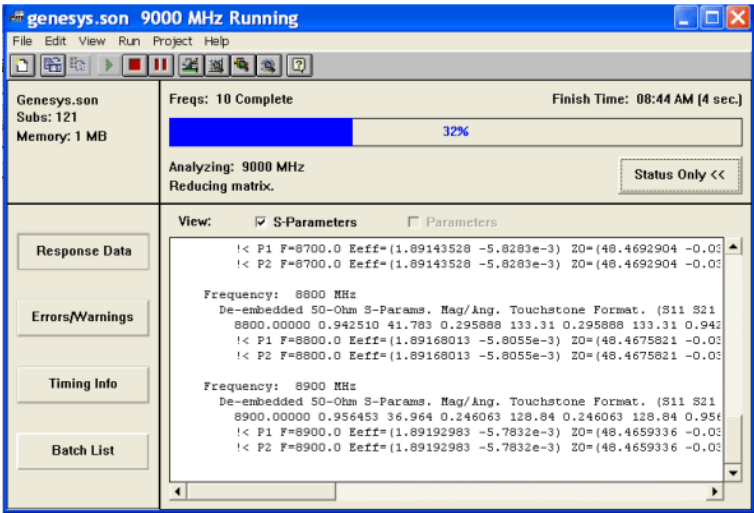 genesys.son 9000 MHz Running
File Edit View Run Project Help
Genesys.son
Subs: 121
Memory: 1 MB
Freqs: 10 Complete
Finish Time: 08:44 AM (4 sec.)
32%
Analyzing: 9000 MHz
Reducing matrix.
Status Only <<
View: S-Parameters Parameters
Response Data
Errors/Warnings
Timing Info
Batch List
!< P1 F=8700.0 Eeff=(1.89143528 -5.8283e-3) Z0=(48.4692904 -0.03
!< P2 F=8700.0 Eeff=(1.89143528 -5.8283e-3) Z0=(48.4692904 -0.03
Frequency: 8800 MHz
De-embedded 50-Ohm S-Params. Mag/Ang. Touchstone Format. (S11 S21
8800.00000 0.942510 41.783 0.295888 133.31 0.295888 133.31 0.942
!< P1 F=8800.0 Eeff=(1.89168013 -5.8055e-3) Z0=(48.4675821 -0.03
!< P2 F=8800.0 Eeff=(1.89168013 -5.8055e-3) Z0=(48.4675821 -0.03
Frequency: 8900 MHz
De-embedded 50-Ohm S-Params. Mag/Ang. Touchstone Format. (S11 S21
8900.00000 0.956453 36.964 0.246063 128.84 0.246063 128.84 0.956
!< P1 F=8900.0 Eeff=(1.89192983 -5.7832e-3) Z0=(48.4659336 -0.03
!< P2 F=8900.0 Eeff=(1.89192983 -5.7832e-3) Z0=(48.4659336 -0.03